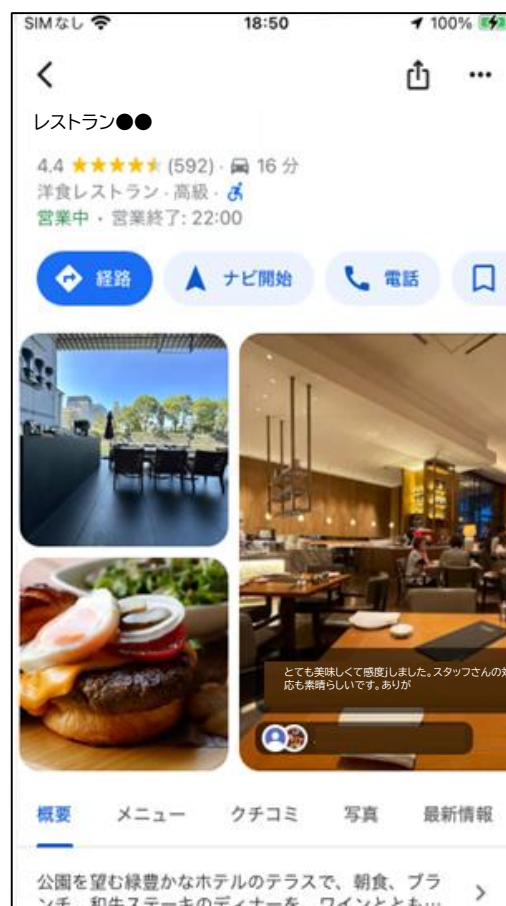 SIMなし 18:50 100%
レストラン●●
4.4 ★★★★★ (592)· 16 分
洋食レストラン · 高級 ·
営業中 · 営業終了: 22:00
経路 ナビ開始 電話
とても美味しくて感度jしました。スタッフさんの対
応も素晴らしいです。ありが
概要 メニュー クチコミ 写真 最新情報
公園を望む緑豊かなホテルのテラスで、朝食、ブラ
ンチ、和牛ステーキのディナーを、ワインととも…